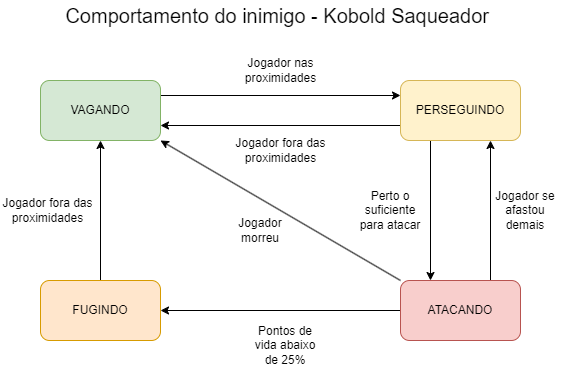 Comportamento do inimigo - Kobold Saqueador
Jogador nas
proximidades
VAGANDO
PERSEGUINDO
Jogador fora das
proximidades
Jogador fora das
proximidades
Jogador
morreu
Perto o
suficiente
para atacar
Jogador se
afastou
demais
FUGINDO
ATACANDO
Pontos de
vida abaixo
de 25%